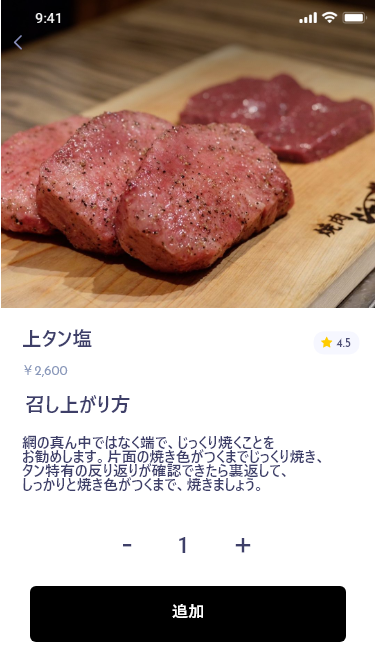 9:41
焼肉
上タン塩
4.5
￥2,600
召し上がり方
網の真ん中ではなく端で、じっくり焼くことを
お勧めします。片面の焼き色がつくまでじっくり焼き、
タン特有の反り返りが確認できたら裏返して、
しっかりと焼き色がつくまで、焼きましょう。
- 1 +
追加